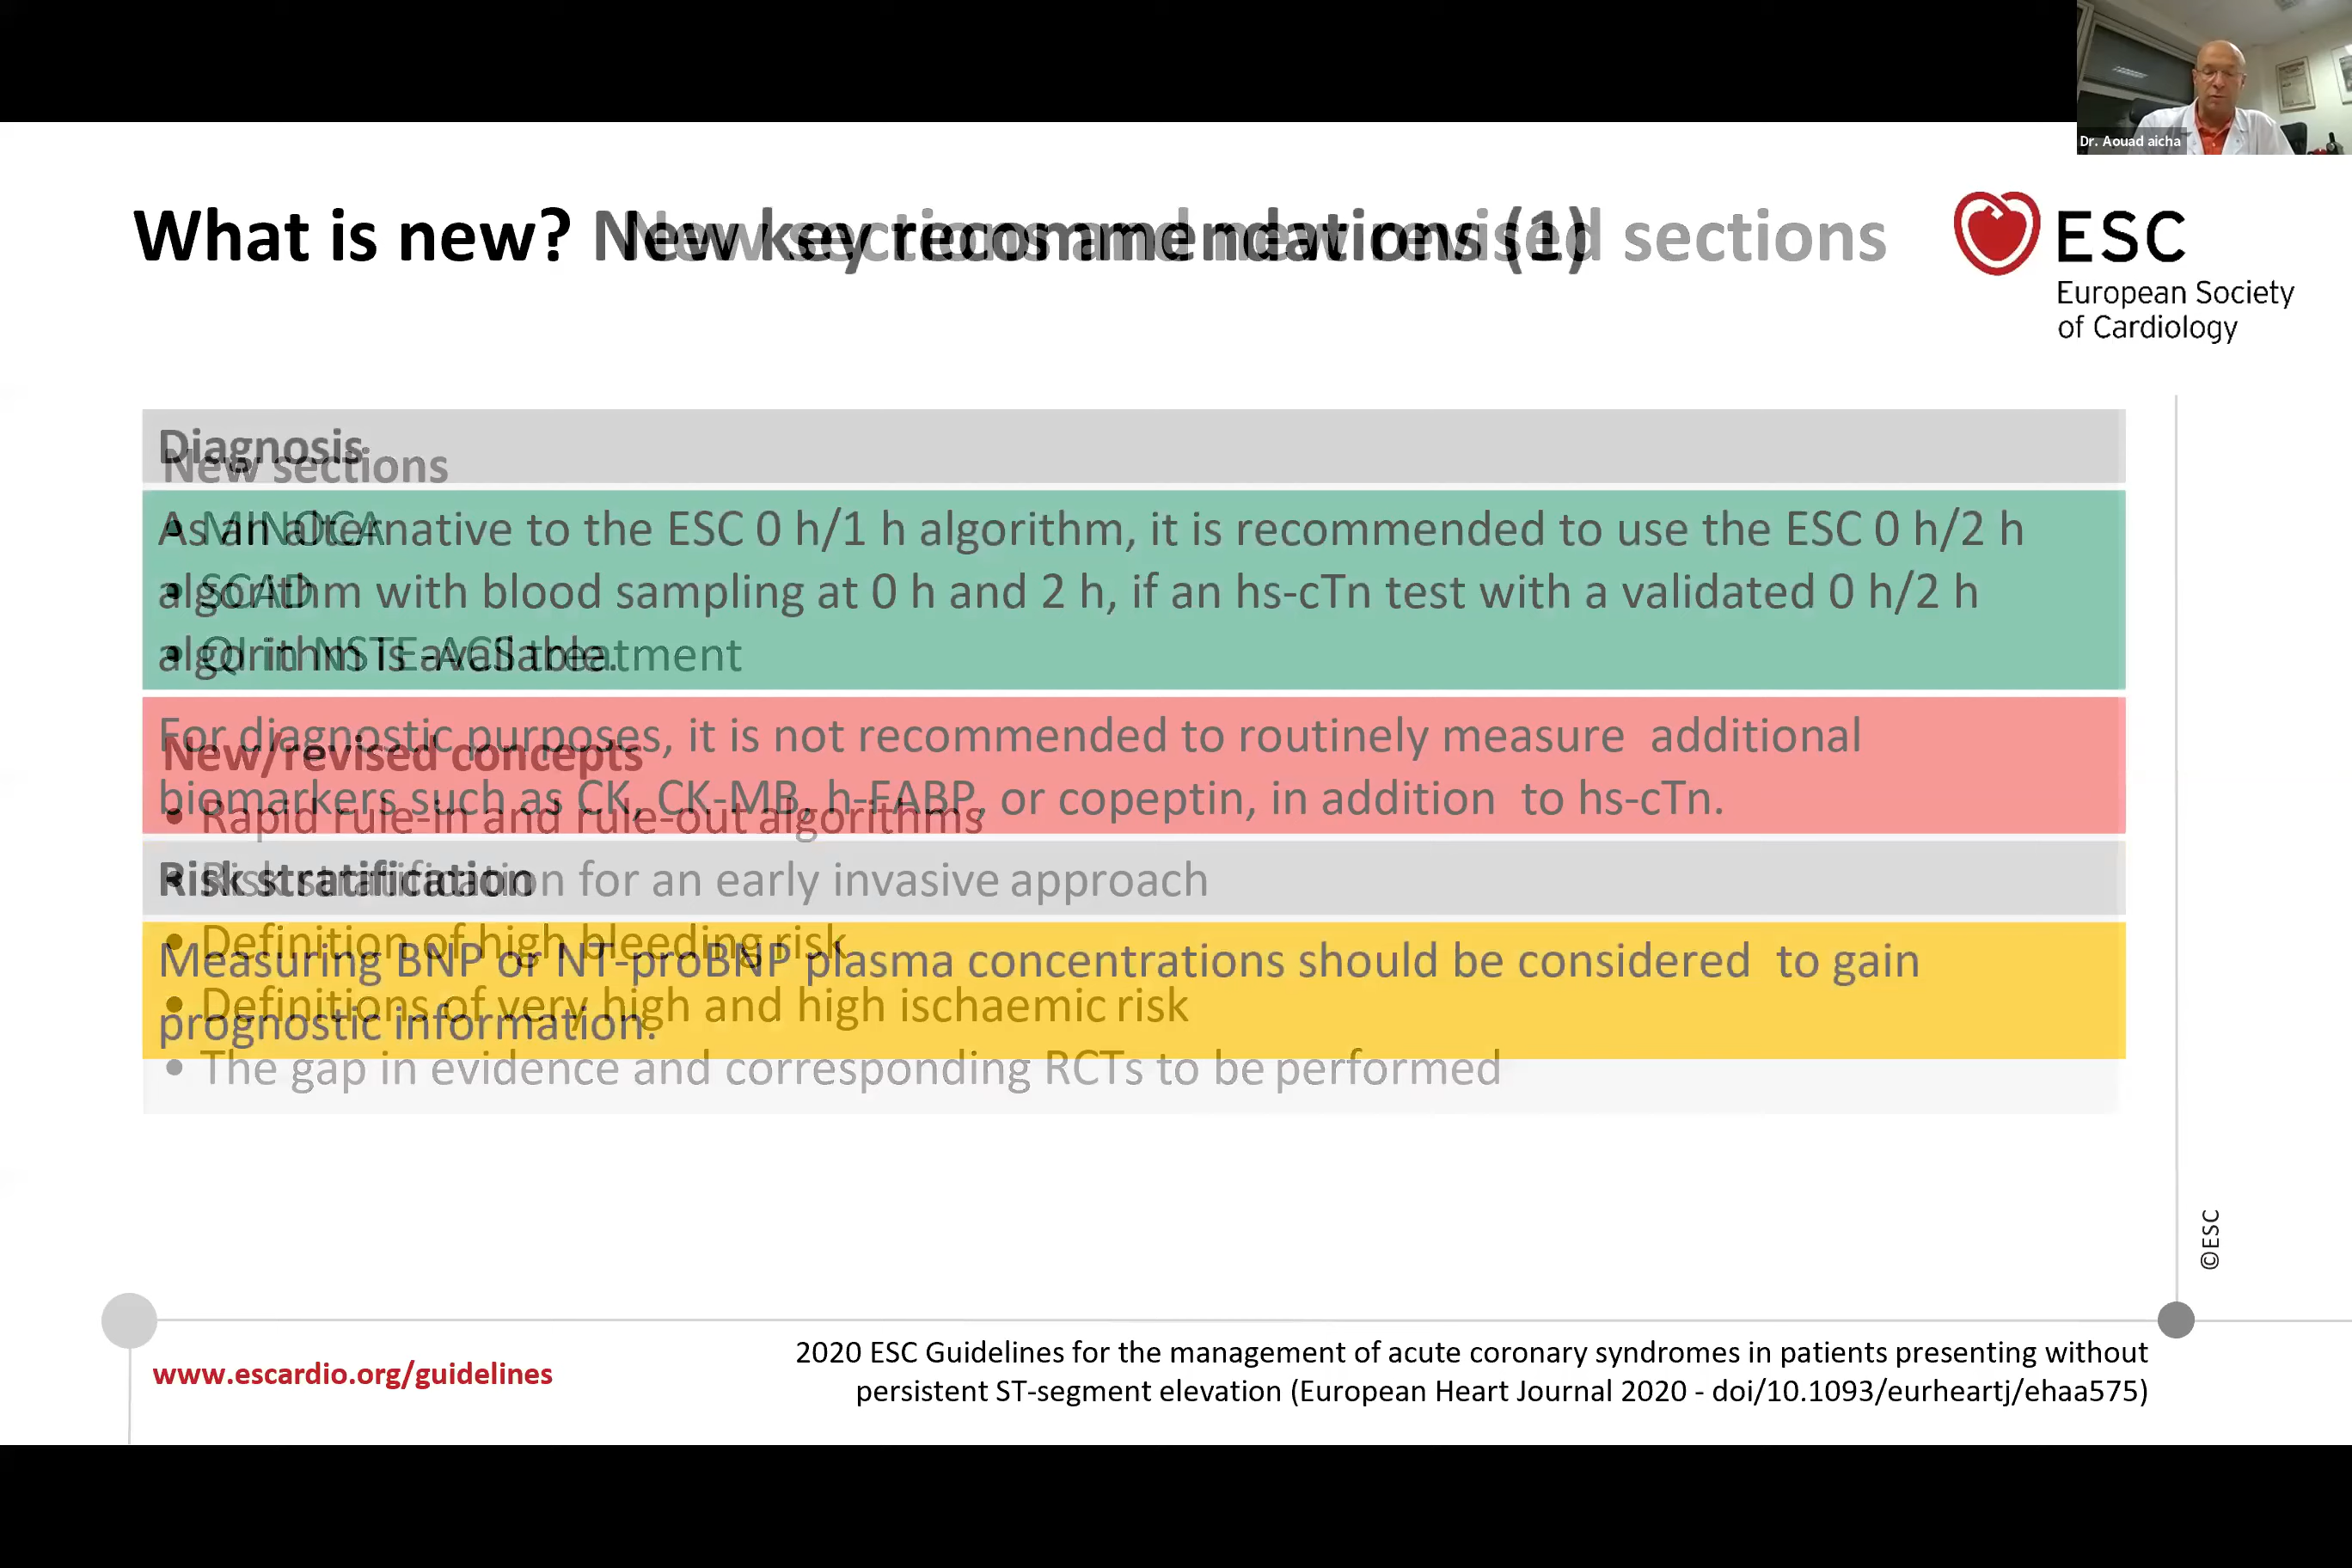 Dr. Aouad aicha
What is new? New key recommendations (1)
New sections and new revised sections
ESC
European Society
of Cardiology
Diagnosis
As an alternative to the ESC 0 h/1 h algorithm, it is recommended to use the ESC 0 h/2 h
algorithm with blood sampling at 0 h and 2 h, if an hs-cTn test with a validated 0 h/2 h
algorithm is available.
For diagnostic purposes, it is not recommended to routinely measure additional
biomarkers such as CK, CK-MB, h-FABP, or copeptin, in addition to hs-cTn.
Risk stratification
Measuring BNP or NT-proBNP plasma concentrations should be considered to gain
prognostic information.
New sections
• MINOCA
• SCAD
• QI in NSTE-ACS treatment
New/revised concepts
• Rapid rule-in and rule-out algorithms
• Risk stratification for an early invasive approach
• Definition of high bleeding risk
• Definitions of very high and high ischaemic risk
• The gap in evidence and corresponding RCTs to be performed
©ESC
www.escardio.org/guidelines
2020 ESC Guidelines for the management of acute coronary syndromes in patients presenting without
persistent ST-segment elevation (European Heart Journal 2020 - doi/10.1093/eurheartj/ehaa575)